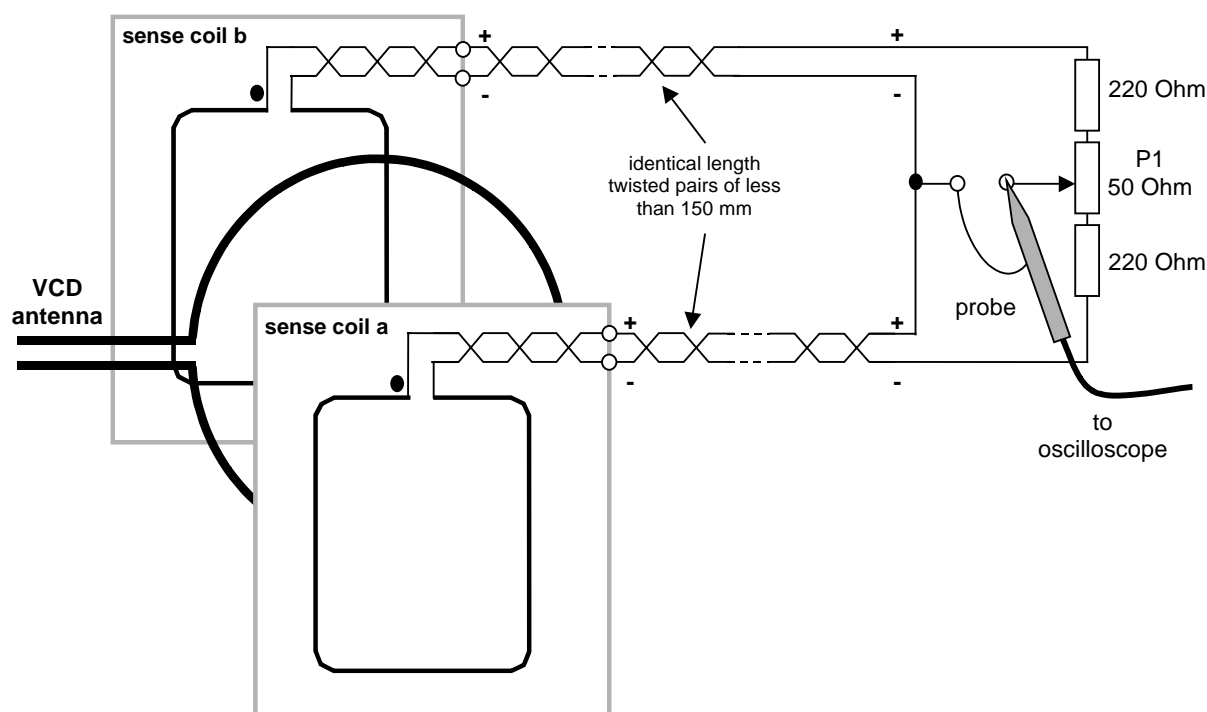 sense coil b
+
-
+
-
220 Ohm
P1
50 Ohm
220 Ohm
identical length
twisted pairs of less
than 150 mm
VCD
antenna
probe
sense coil a
+
-
+
-
to
oscilloscope